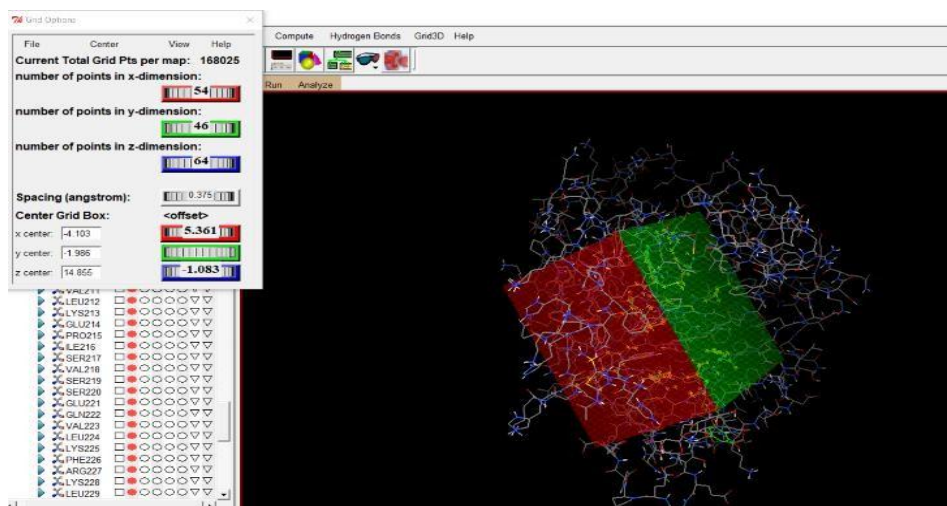 Grid Options
File Center View Help
Current Total Grid Pts per map: 168025
number of points in x-dimension:
54
number of points in y-dimension:
46
number of points in z-dimension:
64
Spacing (angstrom): 0.375
Center Grid Box: <offset>
x center: -4.103 5.361
y center: -1.986
z center: 14.855 -1.083
Compute Hydrogen Bonds Grid3D Help
Run Analyze
VAL211
LEU212
LYS213
GLU214
PRO215
ILE216
SER217
VAL218
SER219
SER220
GLU221
GLN222
VAL223
LEU224
LYS225
PHE226
ARG227
LYS228
LEU229